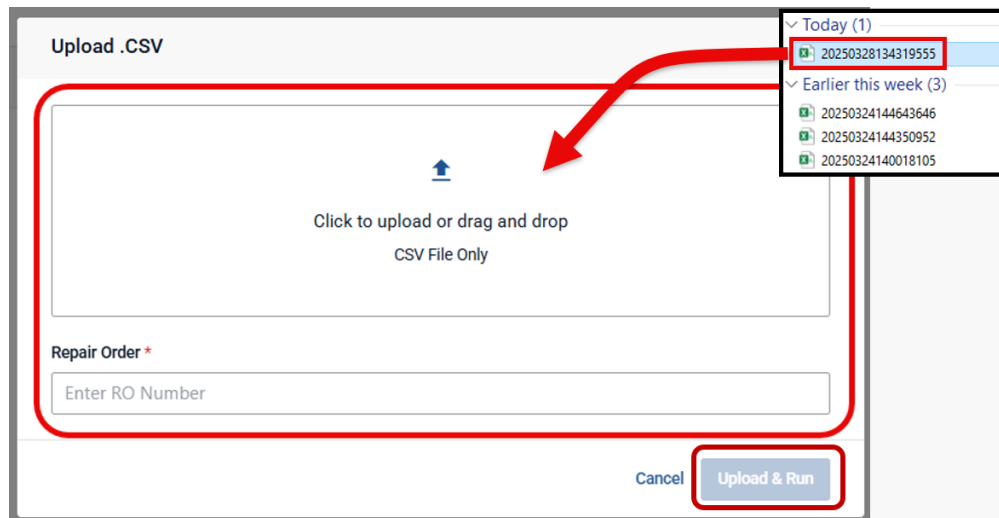 Upload .CSV
Today (1)
20250328134319555
Earlier this week (3)
20250324144643646
20250324144350952
20250324140018105
Click to upload or drag and drop
CSV File Only
Repair Order *
Enter RO Number
Cancel
Upload & Run